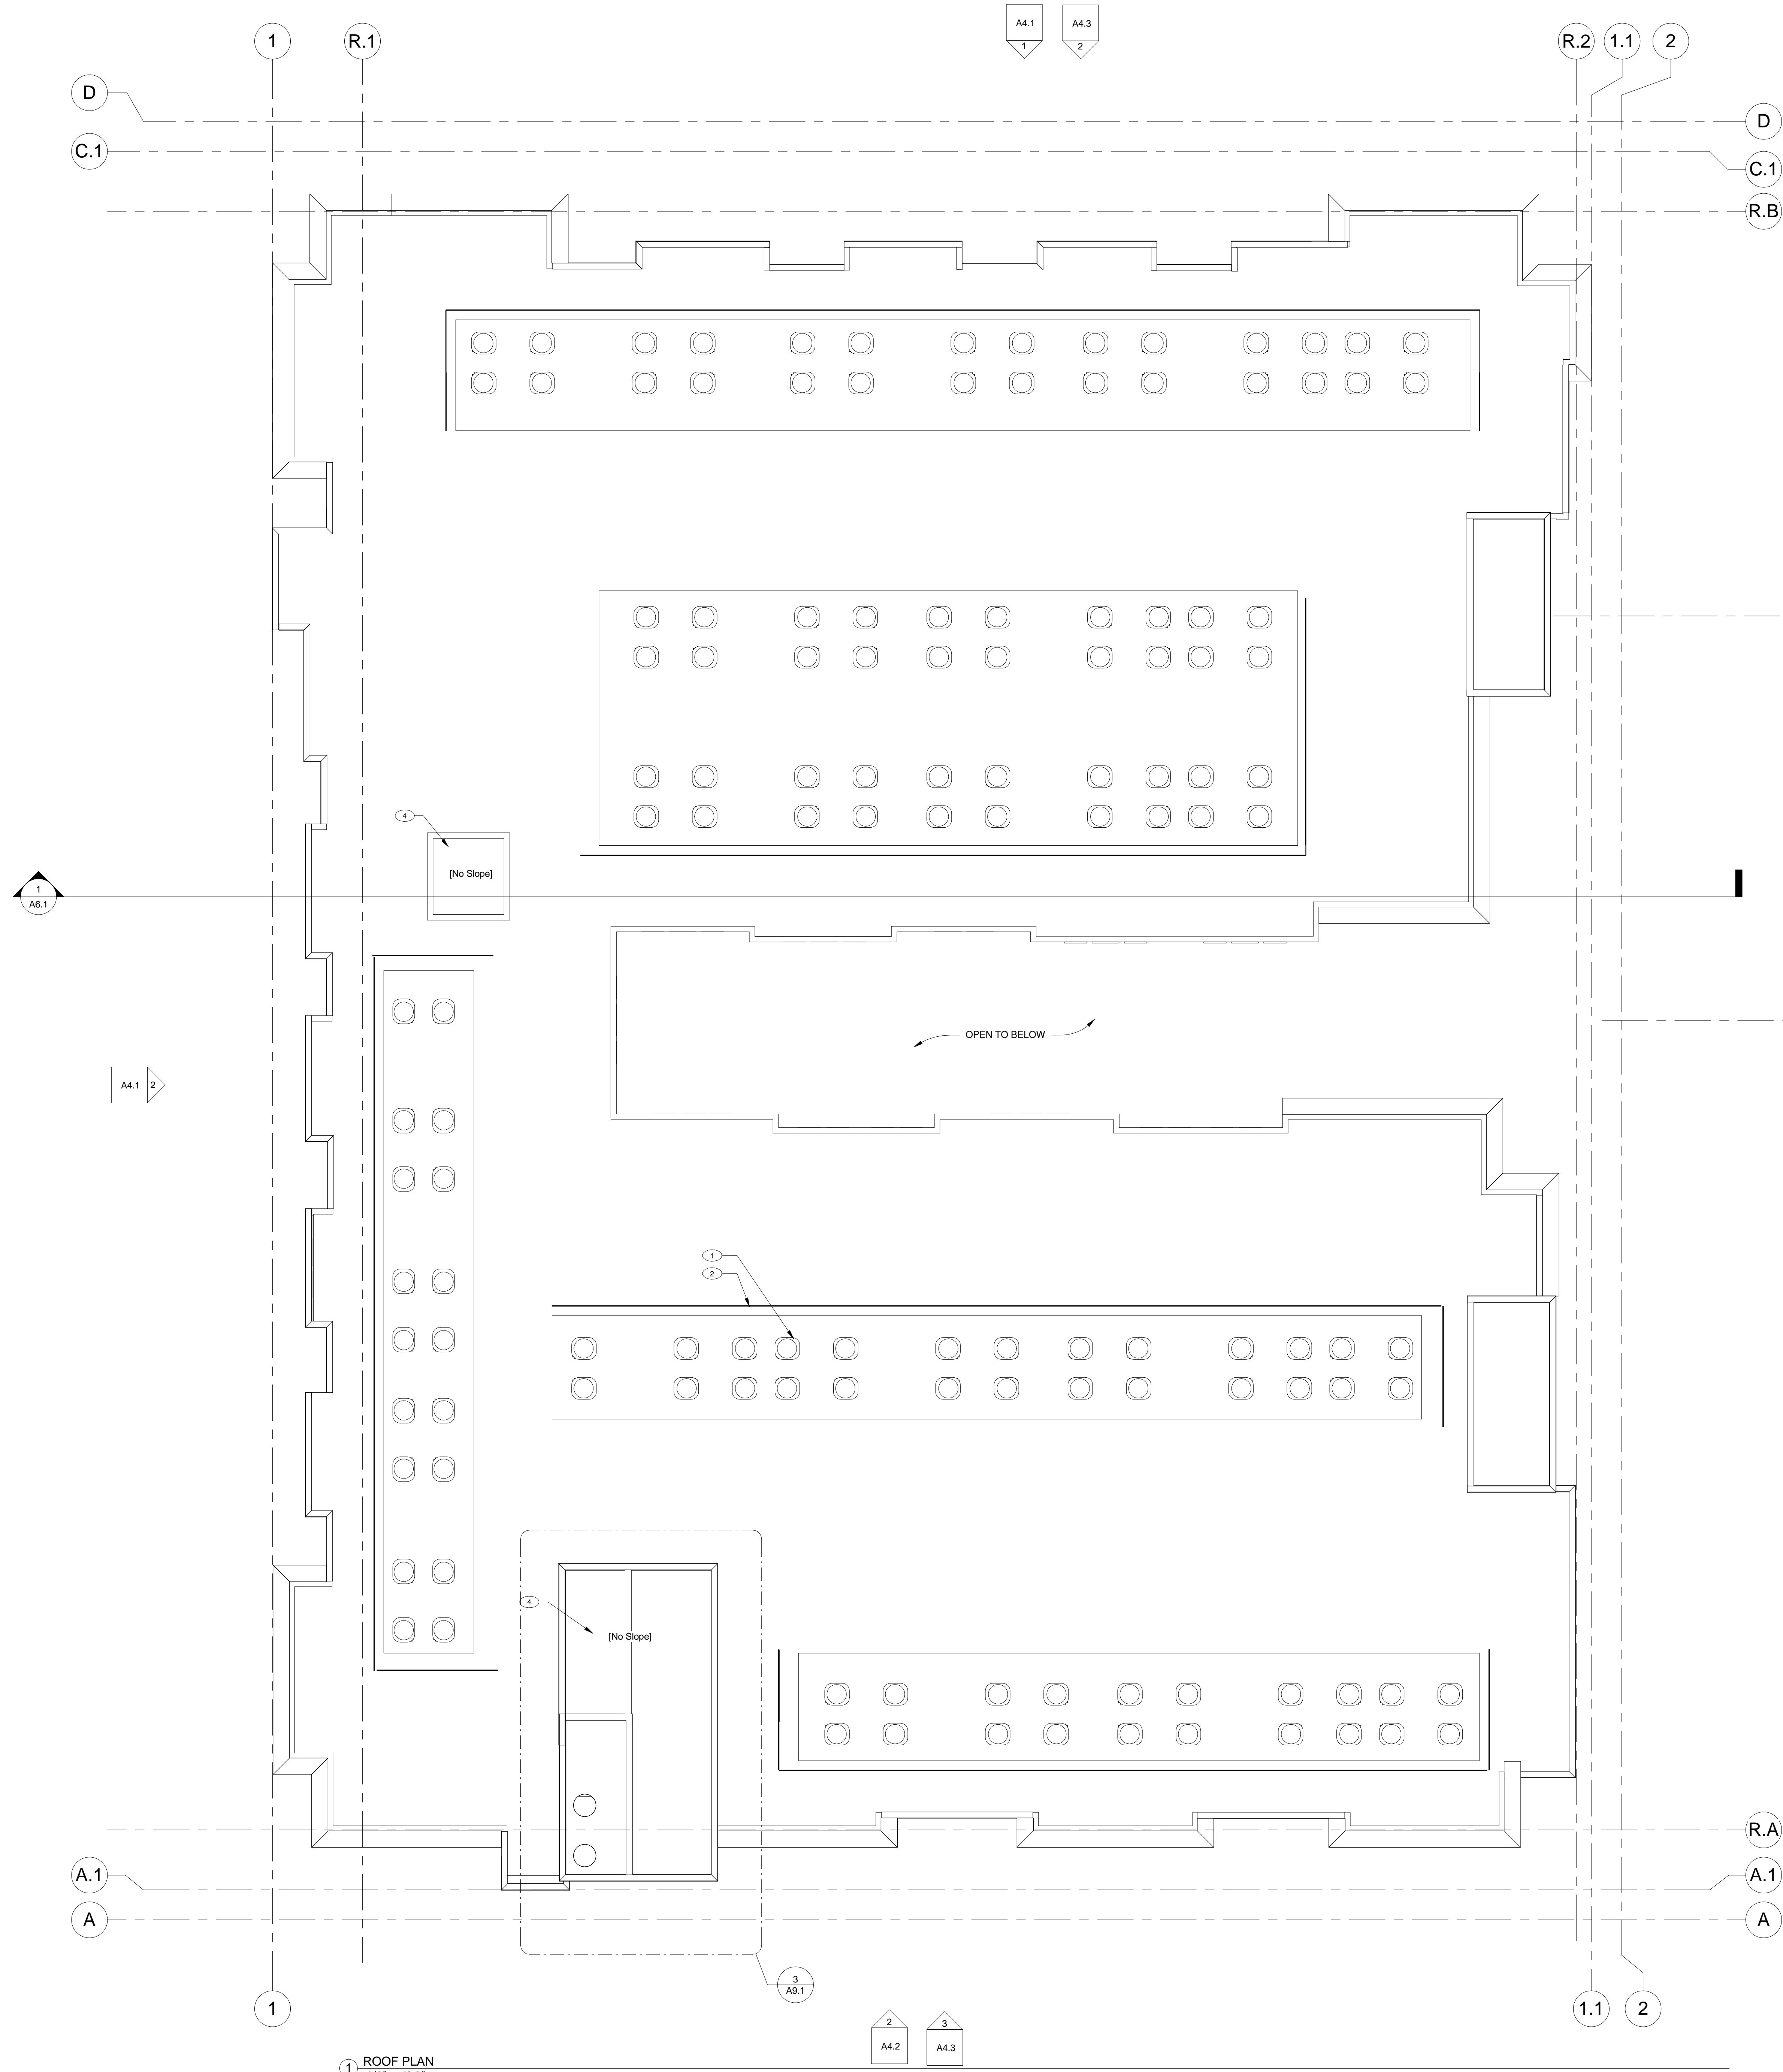 A4.1
1
A4.3
2
1
R.1
R.2
1.1
2
D
D
C.1
C.1
R.B
4
[No Slope]
1
A6.1
OPEN TO BELOW
A4.1
2
1
2
4
[No Slope]
R.A
A.1
A.1
A
A
3
A9.1
1
1.1
2
2
A4.2
3
A4.3
1
ROOF PLAN